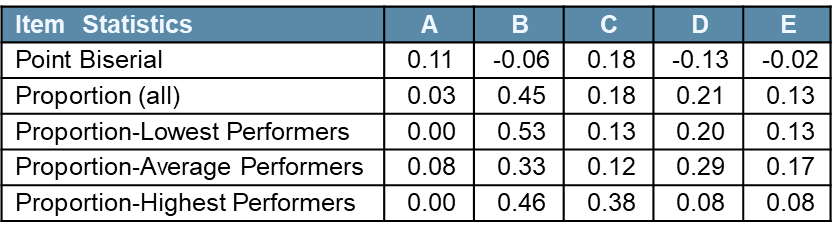 Item Statistics A B C D E
Point Biserial 0.11 -0.06 0.18 -0.13 -0.02
Proportion (all) 0.03 0.45 0.18 0.21 0.13
Proportion-Lowest Performers 0.00 0.53 0.13 0.20 0.13
Proportion-Average Performers 0.08 0.33 0.12 0.29 0.17
Proportion-Highest Performers 0.00 0.46 0.38 0.08 0.08